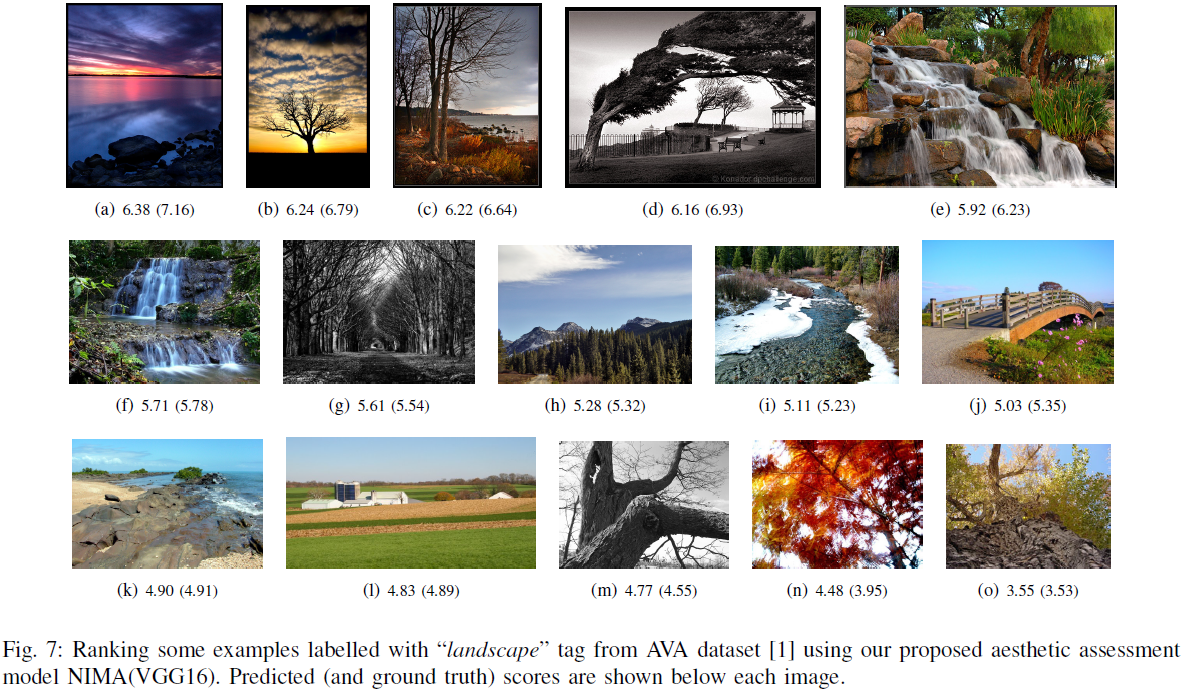 © Konador dpchallenge.com
(a) 6.38 (7.16)
(b) 6.24 (6.79)
(c) 6.22 (6.64)
(d) 6.16 (6.93)
(e) 5.92 (6.23)
(f) 5.71 (5.78)
(g) 5.61 (5.54)
(h) 5.28 (5.32)
(i) 5.11 (5.23)
(j) 5.03 (5.35)
(k) 4.90 (4.91)
(l) 4.83 (4.89)
(m) 4.77 (4.55)
(n) 4.48 (3.95)
(o) 3.55 (3.53)
Fig. 7: Ranking some examples labelled with “landscape” tag from AVA dataset [1] using our proposed aesthetic assessment
model NIMA(VGG16). Predicted (and ground truth) scores are shown below each image.